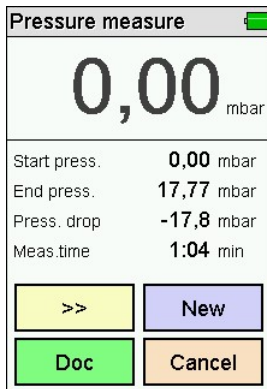 Pressure measure
0,00 mbar
Start press. 0,00 mbar
End press. 17,77 mbar
Press. drop -17,8 mbar
Meas.time 1:04 min
>> New
Doc Cancel